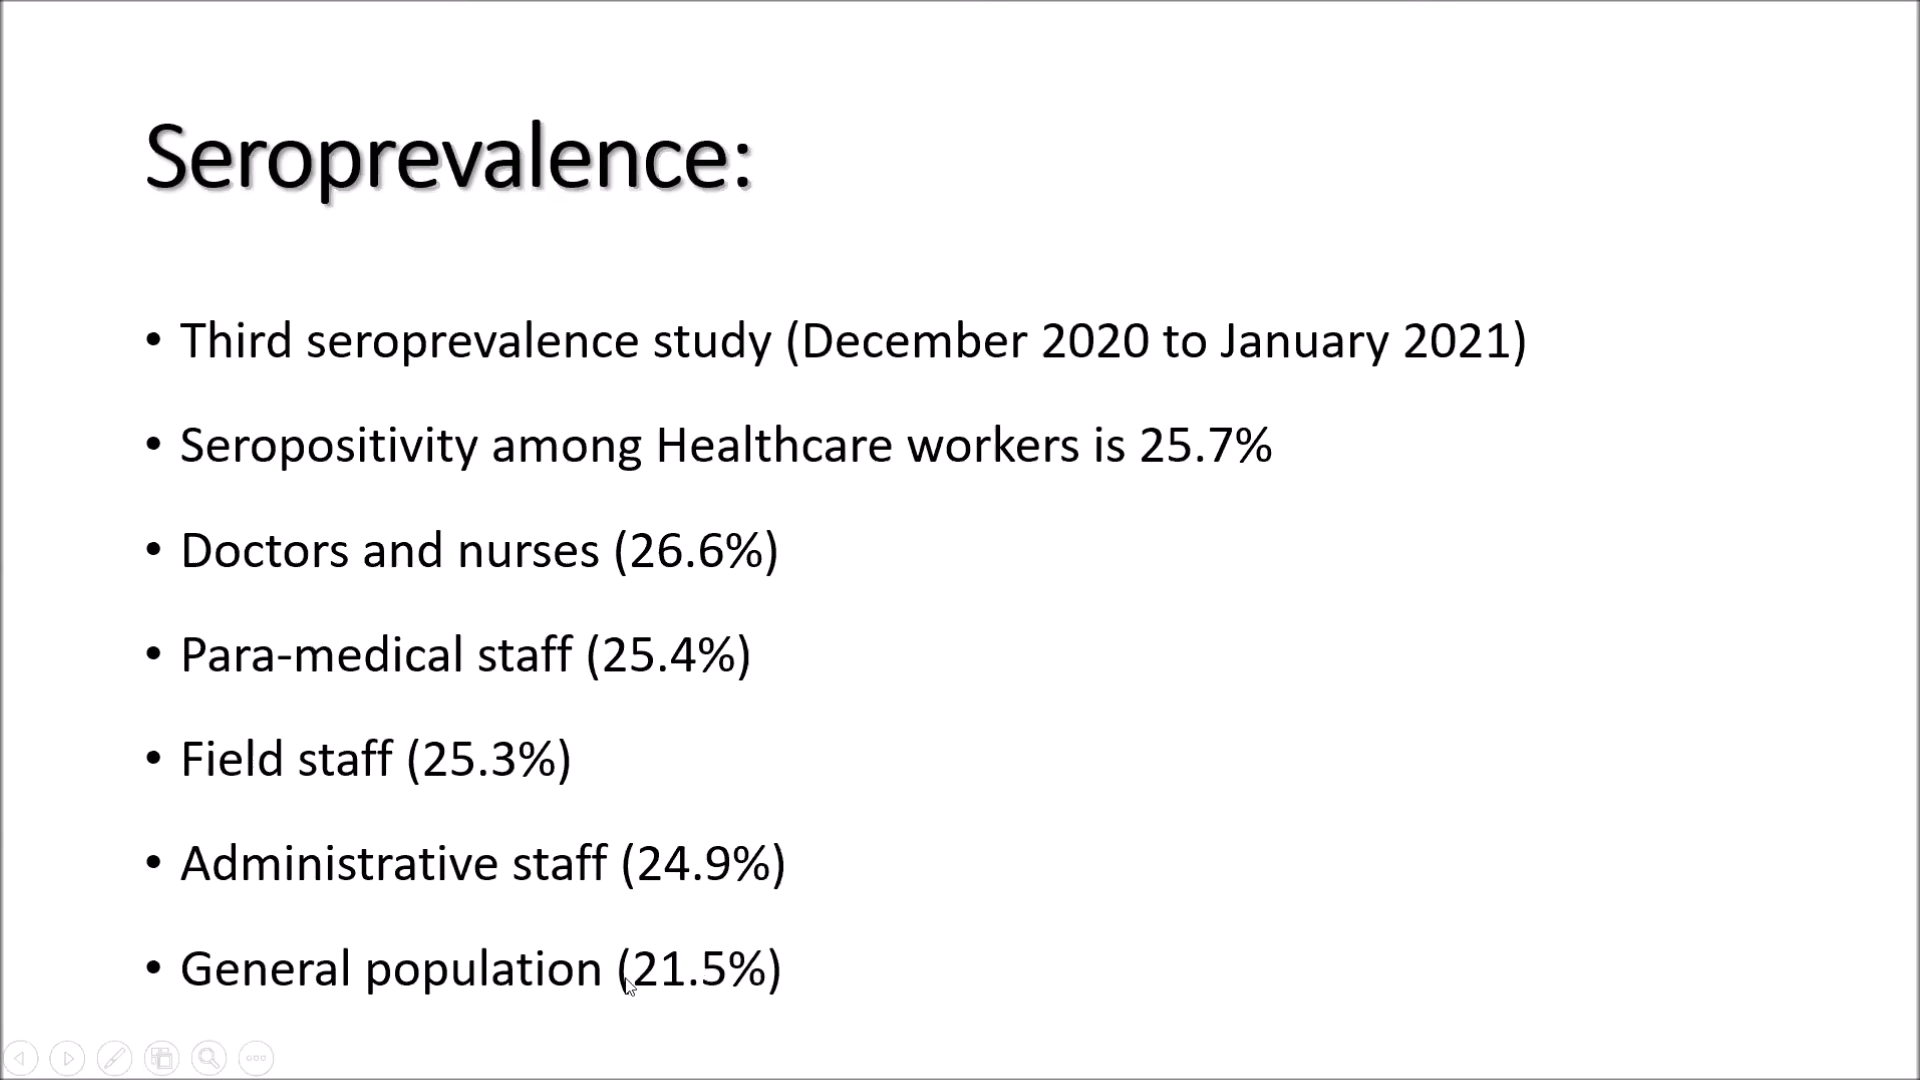 Seroprevalence:
• Third seroprevalence study (December 2020 to January 2021)
• Seropositivity among Healthcare workers is 25.7%
• Doctors and nurses (26.6%)
• Para-medical staff (25.4%)
• Field staff (25.3%)
• Administrative staff (24.9%)
• General population (21.5%)